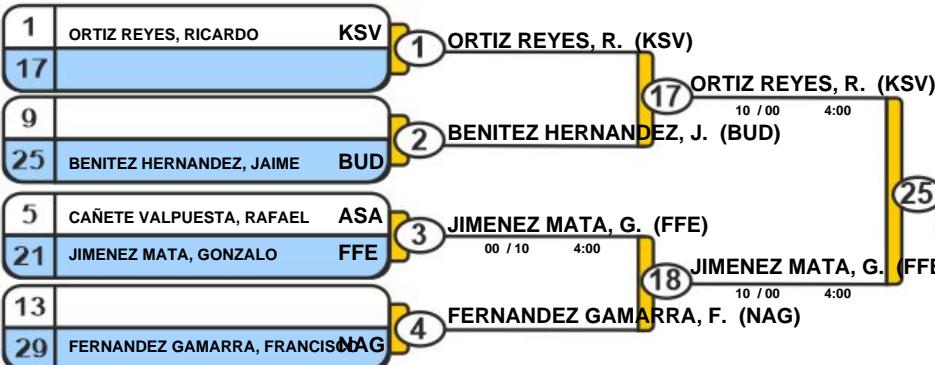 1 ORTIZ REYES, RICARDO KSV
17
1 ORTIZ REYES, R. (KSV)
9
25 BENITEZ HERNANDEZ, JAIME BUD
2 BENITEZ HERNANDEZ, J. (BUD)
17 ORTIZ REYES, R. (KSV)
10 / 00 4:00
5 CAÑETE VALPUESTA, RAFAEL ASA
21 JIMENEZ MATA, GONZALO FFE
3 JIMENEZ MATA, G. (FFE)
00 / 10 4:00
13
29 FERNANDEZ GAMARRA, FRANCISCO NAG
4 FERNANDEZ GAMARRA, F. (NAG)
18 JIMENEZ MATA, G. (FFE
10 / 00 4:00
25